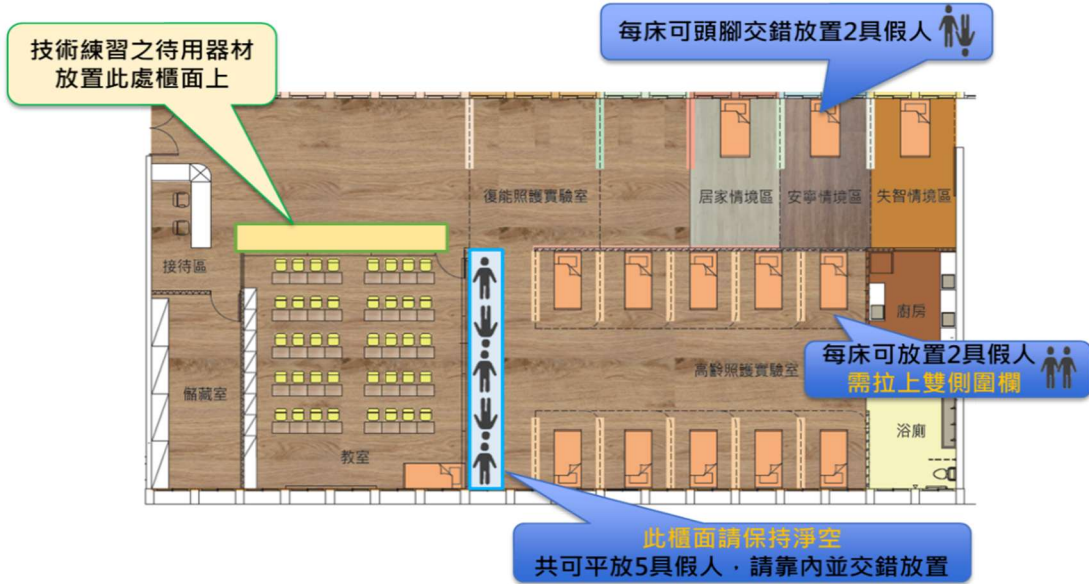 技術練習之待用器材
放置此處櫃面上
每床可頭腳交錯放置2具假人
復能照護實驗室
居家情境區
安寧情境區
失智情境區
接待區
廚房
每床可放置2具假人
需拉上雙側圍欄
高齡照護實驗室
儲藏室
浴廁
教室
此櫃面請保持淨空
共可平放5具假人，請靠內並交錯放置